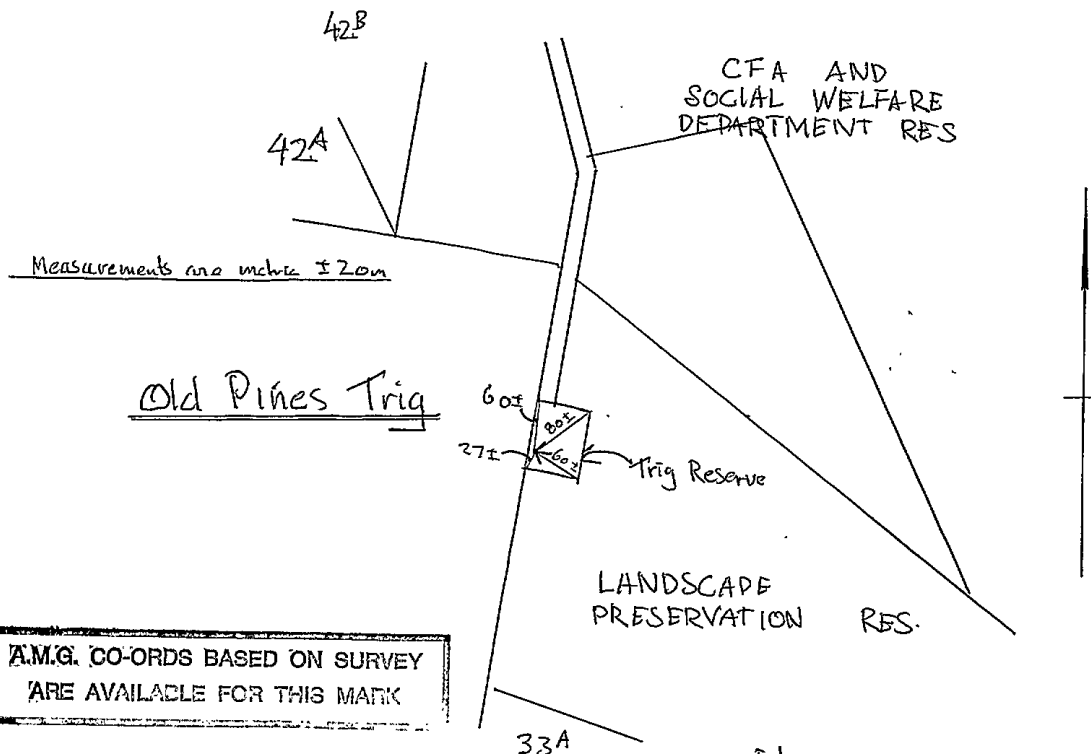 42B
CFA AND
SOCIAL WELFARE
DEPARTMENT RES
42A
Measurements are metric ± 20m
Old Pines Trig
60±
80±
27±
60±
Trig Reserve
LANDSCAPE
PRESERVATION RES.
A.M.G. CO-ORDS BASED ON SURVEY
ARE AVAILABLE FOR THIS MARK
33A